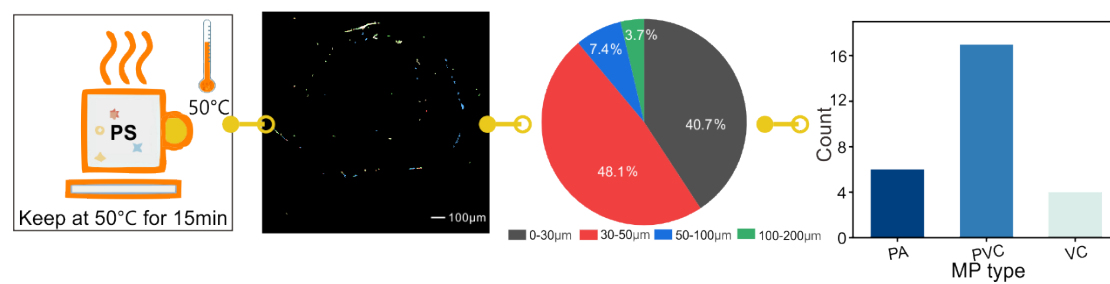 50°C
PS
Keep at 50°C for 15min
100μm
3.7%
7.4%
40.7%
48.1%
0-30μm 30-50μm 50-100μm 100-200μm
16
12
8
4
0
Count
PA PVC VC
MP type